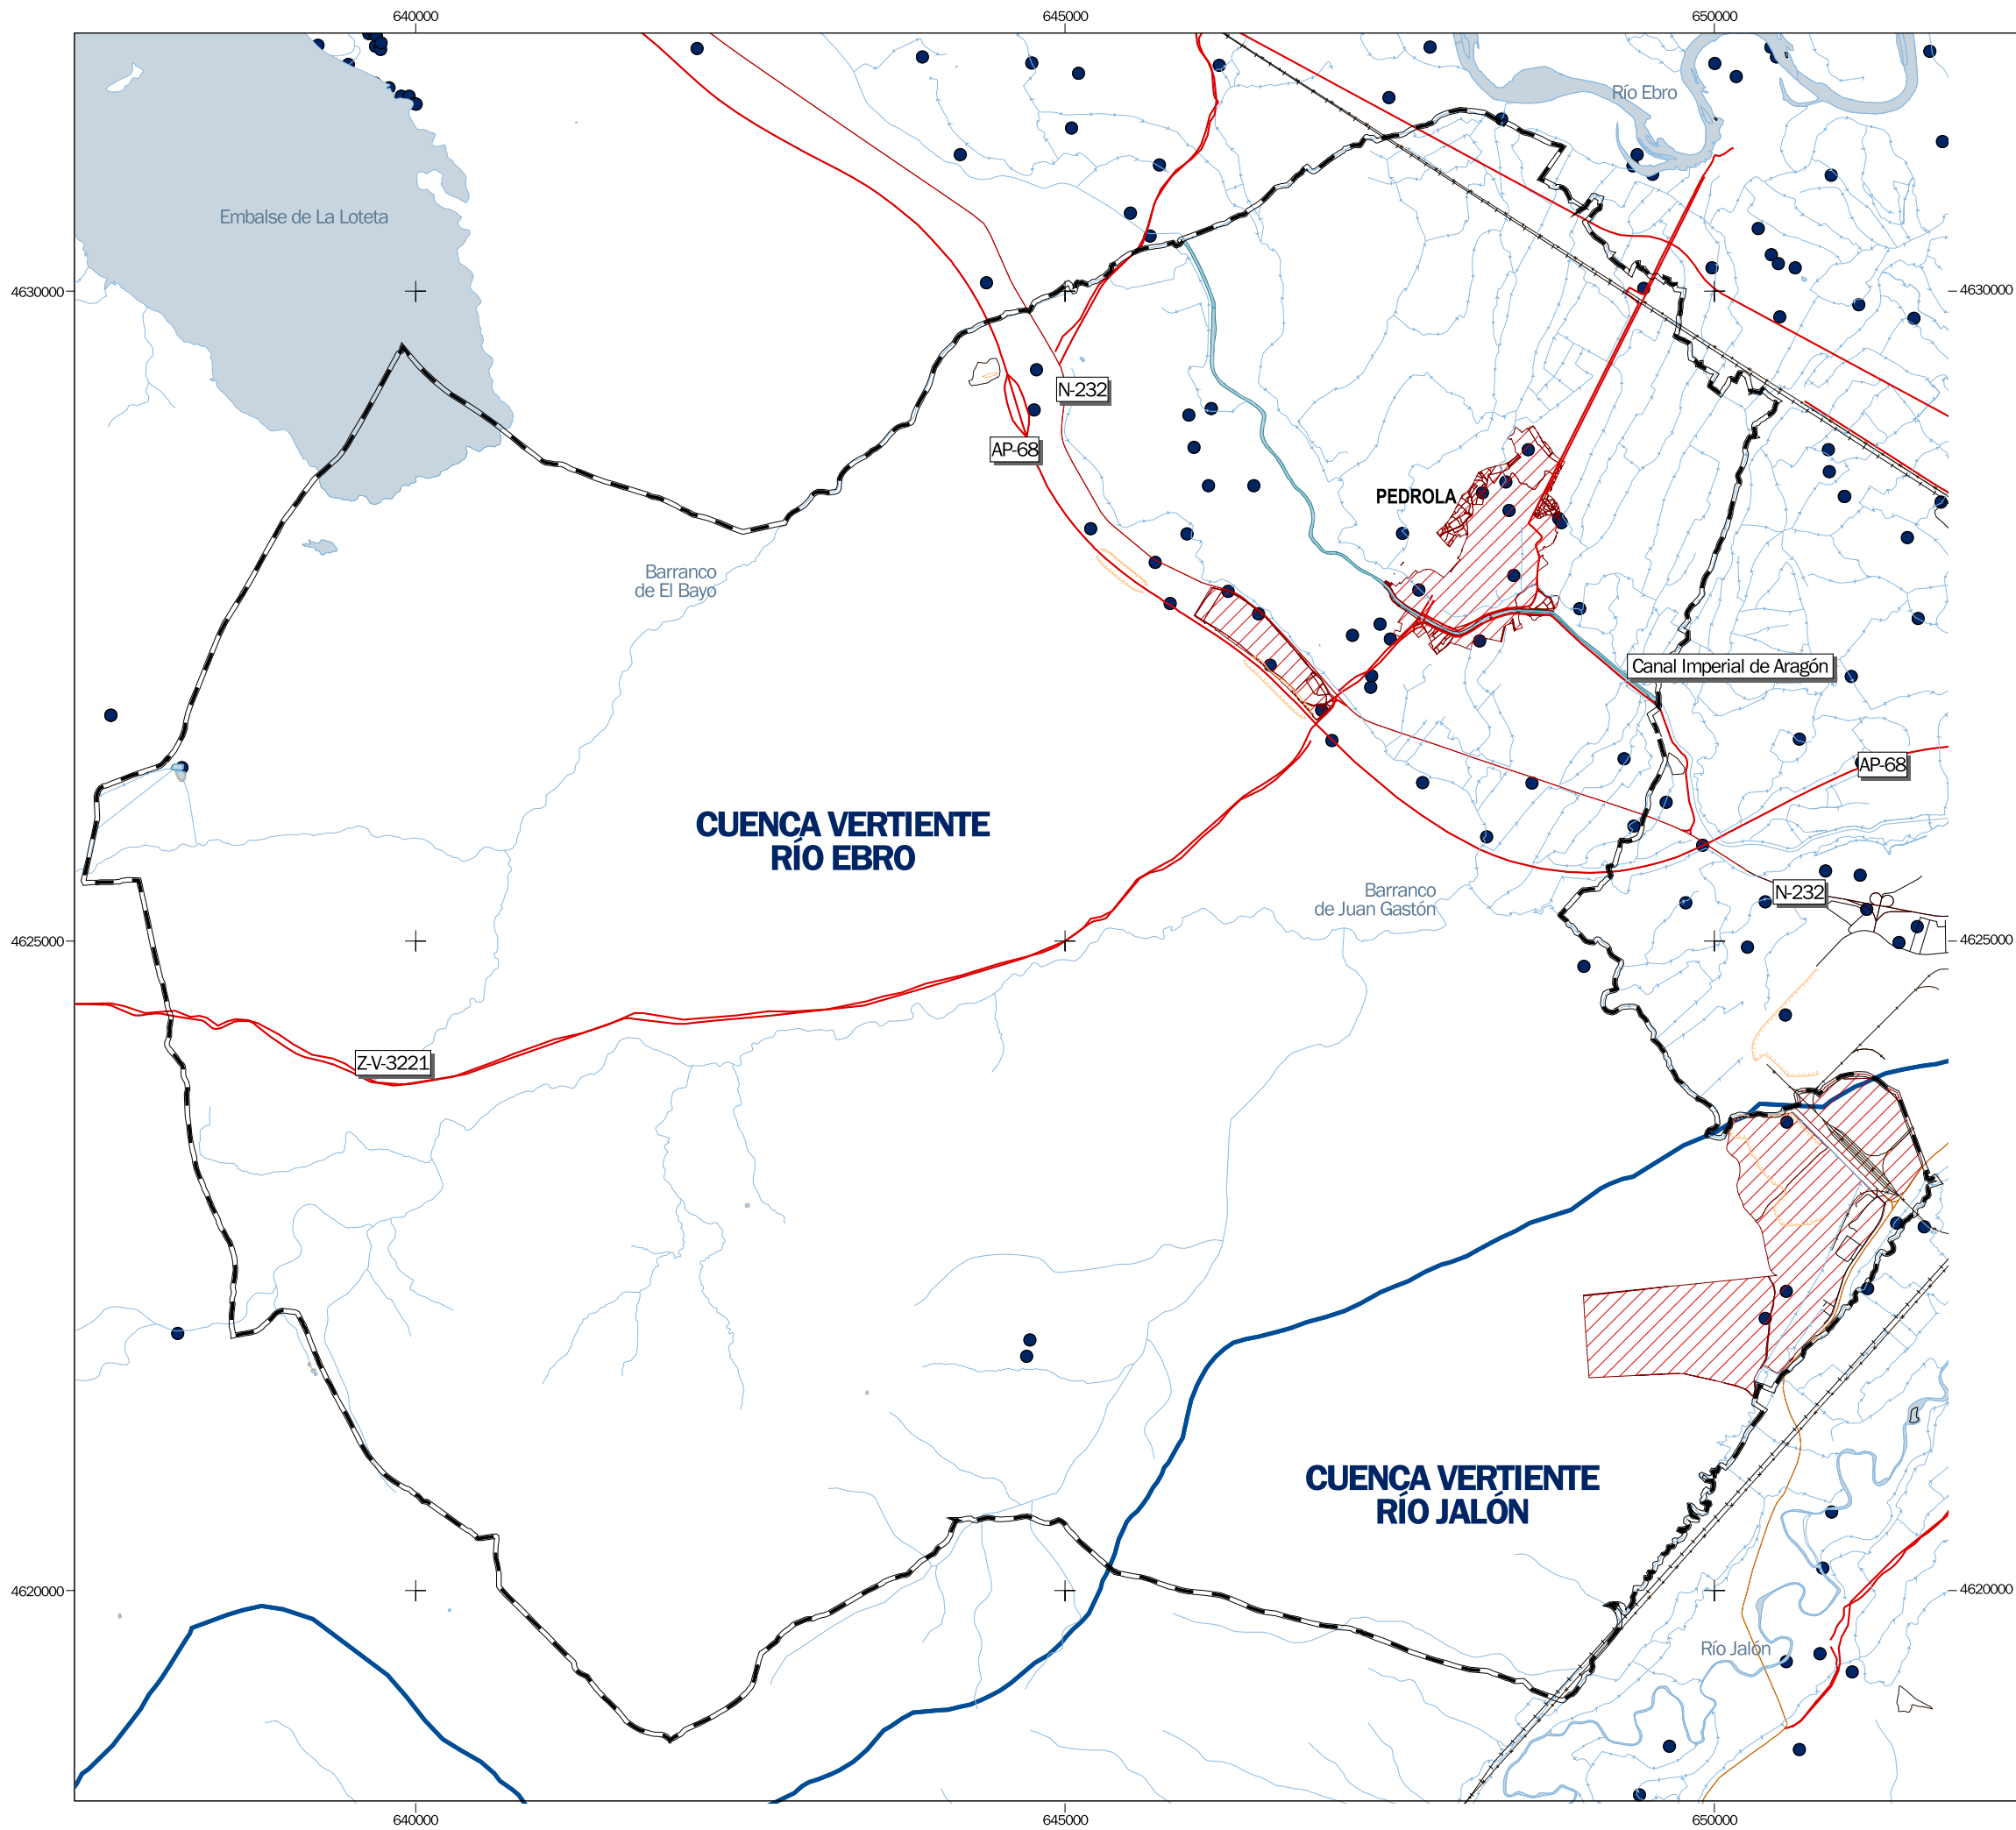 640000
645000
650000
Río Ebro
Embalse de La Loteta
4630000
4630000
N-232
AP-68
PEDROLA
Barranco
de El Bayo
Canal Imperial de Aragón
AP-68
CUENCA VERTIENTE
RÍO EBRO
Barranco
de Juan Gastón
N-232
4625000
4625000
Z-V-3221
CUENCA VERTIENTE
RÍO JALÓN
4620000
4620000
Río Jalón
640000
645000
650000